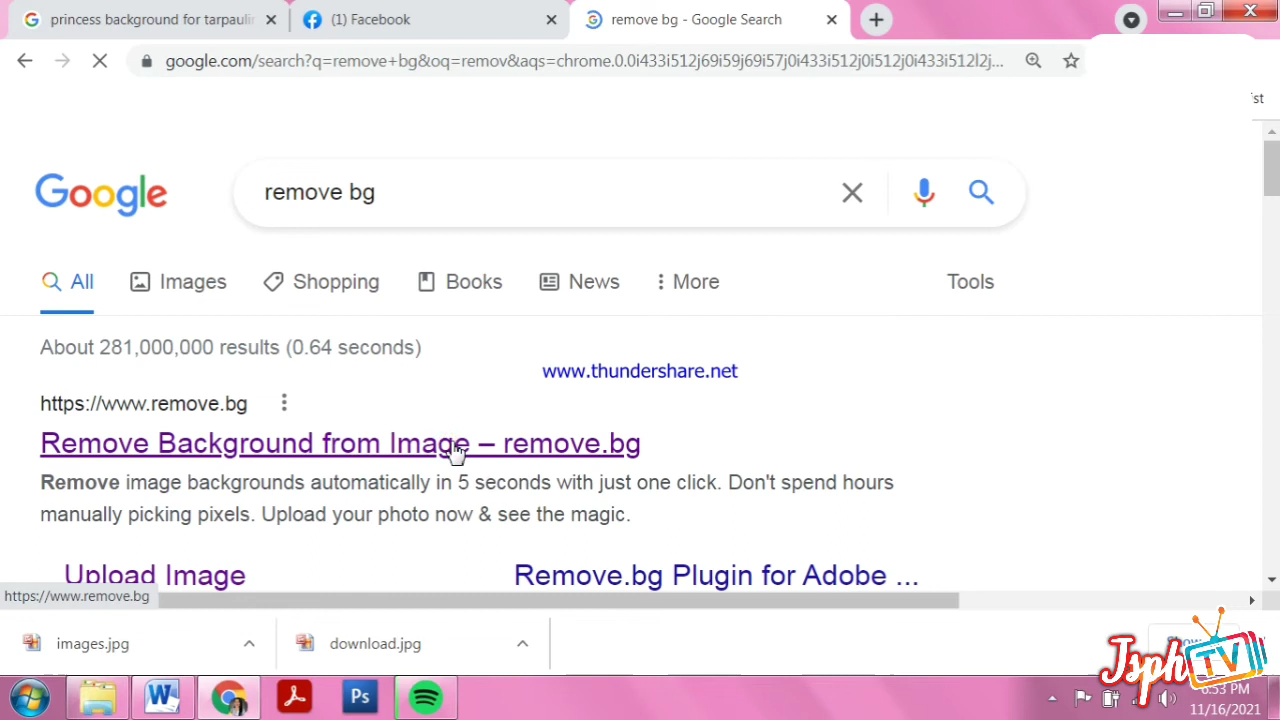 princess background for tarpaulin
(1) Facebook
remove bg - Google Search
google.com/search?q=remove+bg&oq=remov&aqs=chrome.0.0i433i512j69i59j69i57j0i433i512j0i512j0i433i512l2j...
st
Google
remove bg
All
Images
Shopping
Books
News
More
Tools
About 281,000,000 results (0.64 seconds)
www.thundershare.net
https://www.remove.bg
Remove Background from Image – remove.bg
Remove image backgrounds automatically in 5 seconds with just one click. Don't spend hours
manually picking pixels. Upload your photo now & see the magic.
Upload Image
Remove.bg Plugin for Adobe ...
https://www.remove.bg
images.jpg
download.jpg
Jsph TV
W
Ps
6:53 PM
11/16/2021